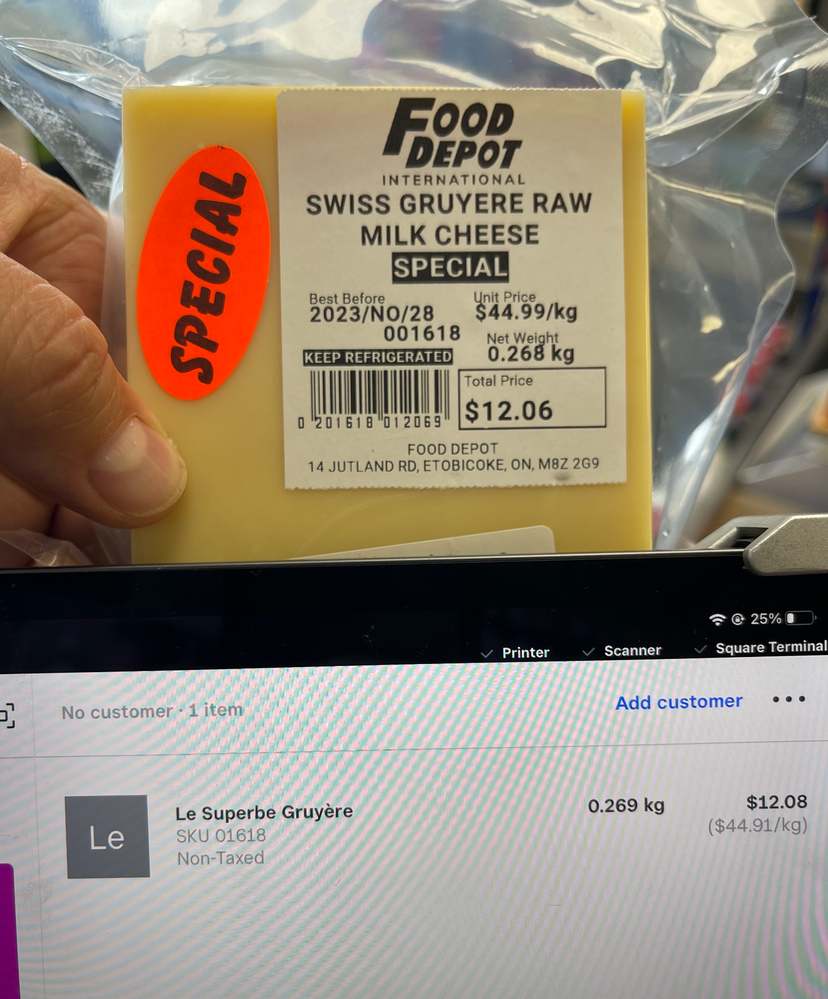 SPECIAL
FOOD
DEPOT
INTERNATIONAL
SWISS GRUYERE RAW
MILK CHEESE
SPECIAL
Best Before
2023/NO/28
001618
Unit Price
$44.99/kg
Net Weight
0.268 kg
KEEP REFRIGERATED
0 201618 012069
Total Price
$12.06
FOOD DEPOT
14 JUTLAND RD, ETOBICOKE, ON, M8Z 2G9
25%
Printer
Scanner
Square Terminal
No customer · 1 item
Add customer
Le
Le Superbe Gruyère
0.269 kg
$12.08
SKU 01618
($44.91/kg)
Non-Taxed